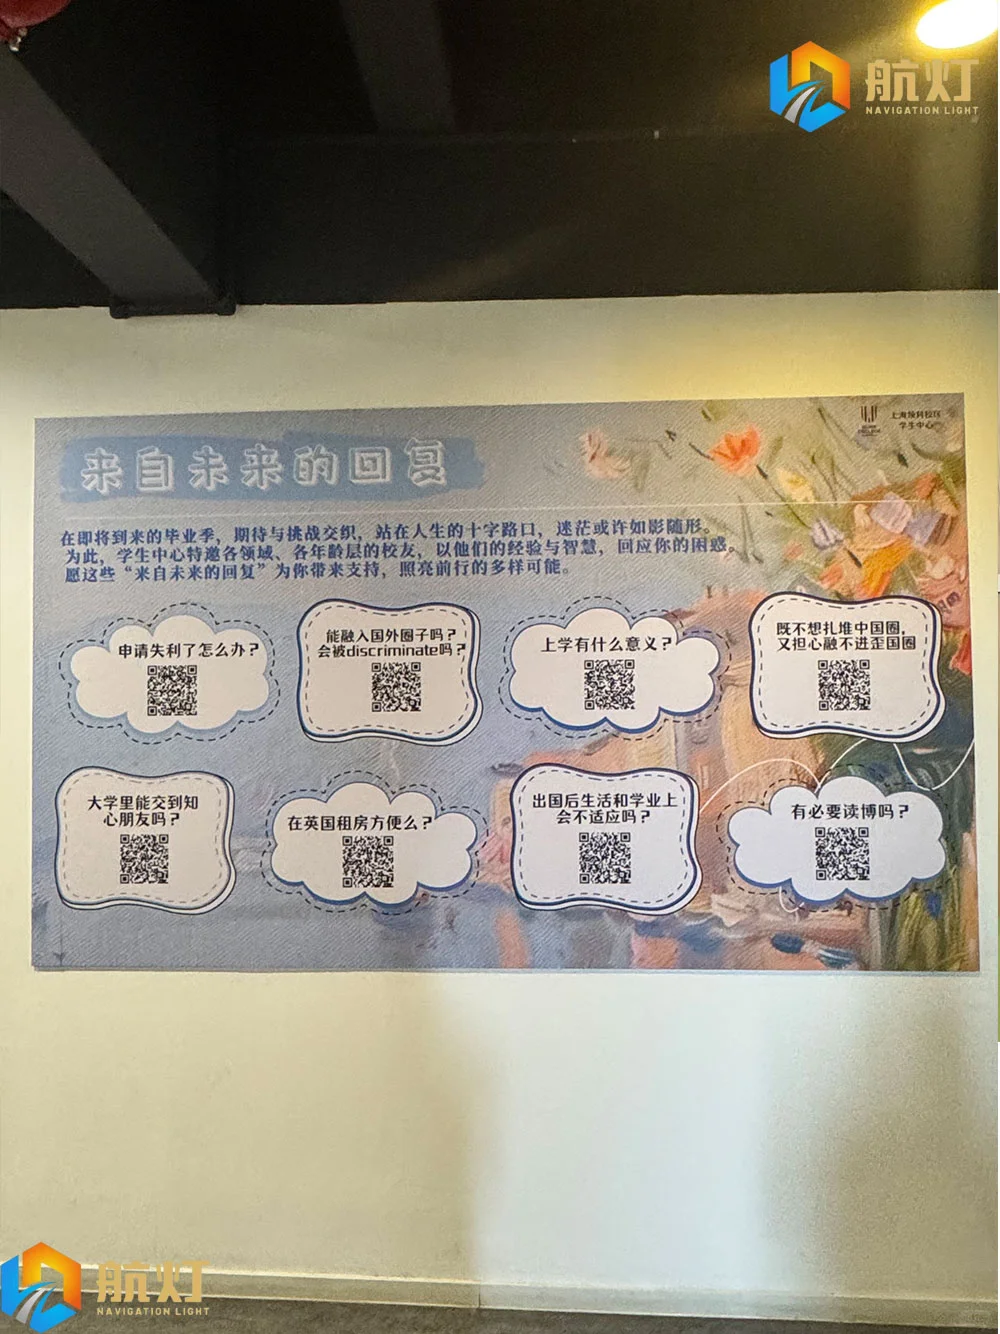 航灯
NAVIGATION LIGHT
学生中心
来自未来的回复
在即将到来的毕业季，期待与挑战交织，站在人生的十字路口，迷茫或许如影随形。
为此，学生中心特邀各领域、各年龄层的校友，以他们的经验与智慧，回应你的困惑。
愿这些“来自未来的回复”为你带来支持，照亮前行的多样可能。
申请失利了怎么办？
能融入国外圈子吗？
会被discriminate吗？
上学有什么意义？
既不想扎堆中国圈，
又担心融不进歪国圈
大学里能交到知
心朋友吗？
在英国租房方便么？
出国后生活和学业上
会不适应吗？
有必要读博吗？
航灯
NAVIGATION LIGHT